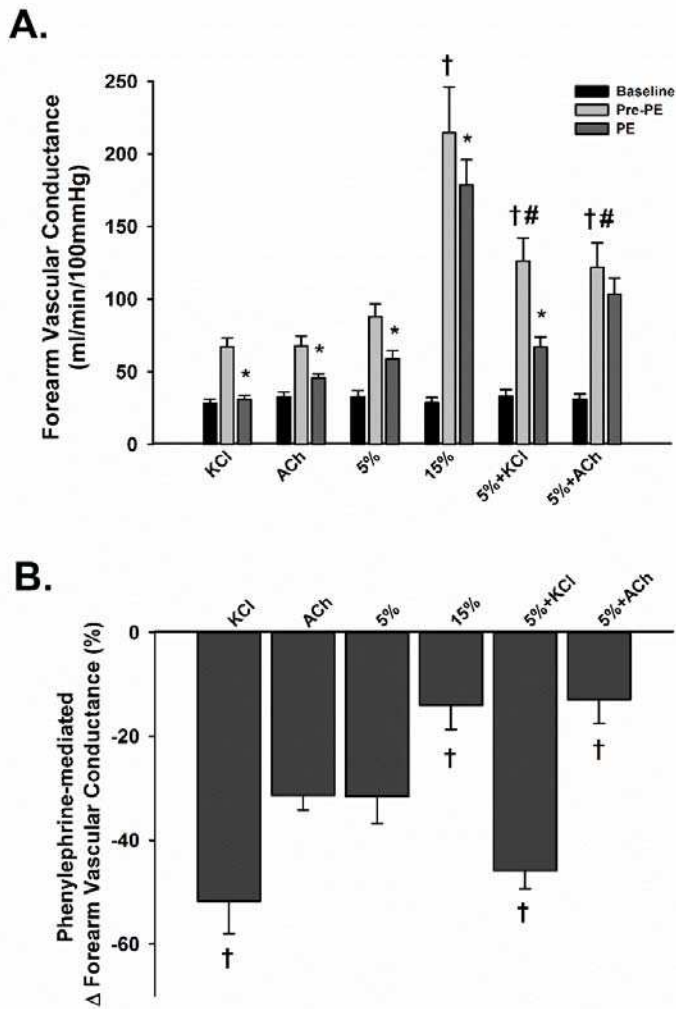 A.
Forearm Vascular Conductance
(ml/min/100mmHg)
250
200
150
100
50
0
†
*
†#
†#
*
*
*
*
Baseline
Pre-PE
PE
KCl
ACh
5%
15%
5%+KCl
5%+ACh
B.
KCl
ACh
5%
15%
5%+KCl
5%+ACh
Phenylephrine-mediated
Δ Forearm Vascular Conductance (%)
0
-20
-40
-60
†
†
†
†